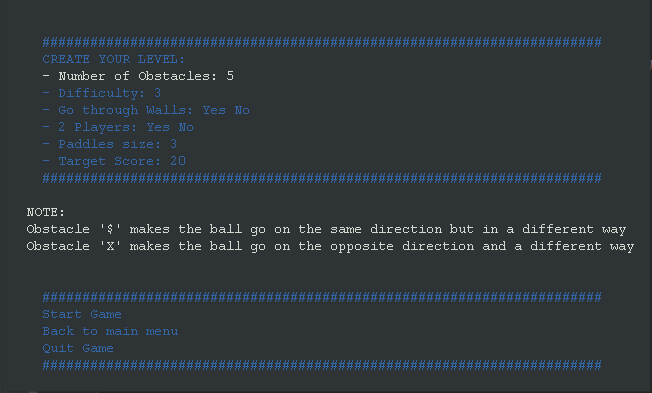 ######################################################################
CREATE YOUR LEVEL:
- Number of Obstacles: 5
- Difficulty: 3
- Go through Walls: Yes No
- 2 Players: Yes No
- Paddles size: 3
- Target Score: 20
######################################################################
NOTE:
Obstacle '$' makes the ball go on the same direction but in a different way
Obstacle 'X' makes the ball go on the opposite direction and a different way
######################################################################
Start Game
Back to main menu
Quit Game
######################################################################